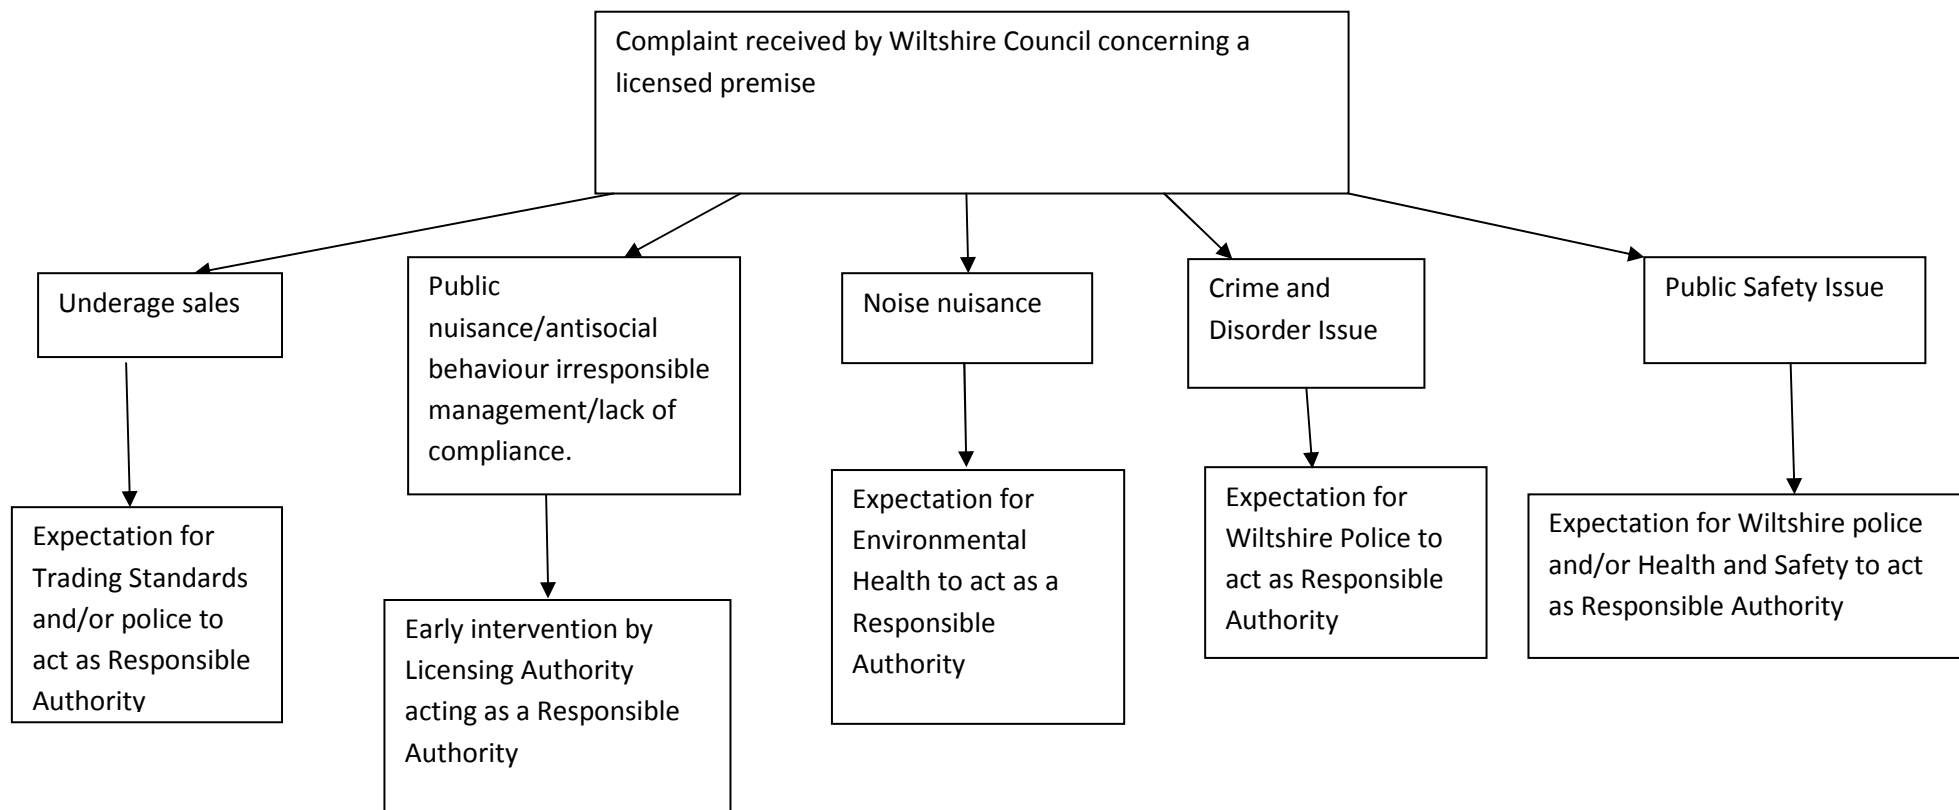 Complaint received by Wiltshire Council concerning a
licensed premise
Underage sales
Public
nuisance/antisocial
behaviour irresponsible
management/lack of
compliance.
Noise nuisance
Crime and
Disorder Issue
Public Safety Issue
Expectation for
Trading Standards
and/or police to
act as Responsible
Authority
Early intervention by
Licensing Authority
acting as a Responsible
Authority
Expectation for
Environmental
Health to act as a
Responsible
Authority
Expectation for
Wiltshire Police to
act as Responsible
Authority
Expectation for Wiltshire police
and/or Health and Safety to act
as Responsible Authority